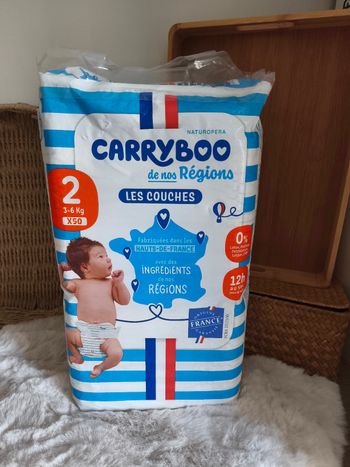 NATUROPERA
CARRYBOO
de nos Régions
LES COUCHES
2
3-6 Kg
X50
Fabriquées dans les
HAUTS-DE-FRANCE
avec des
INGRÉDIENTS
de nos
RÉGIONS
0%
12h
FRANCE